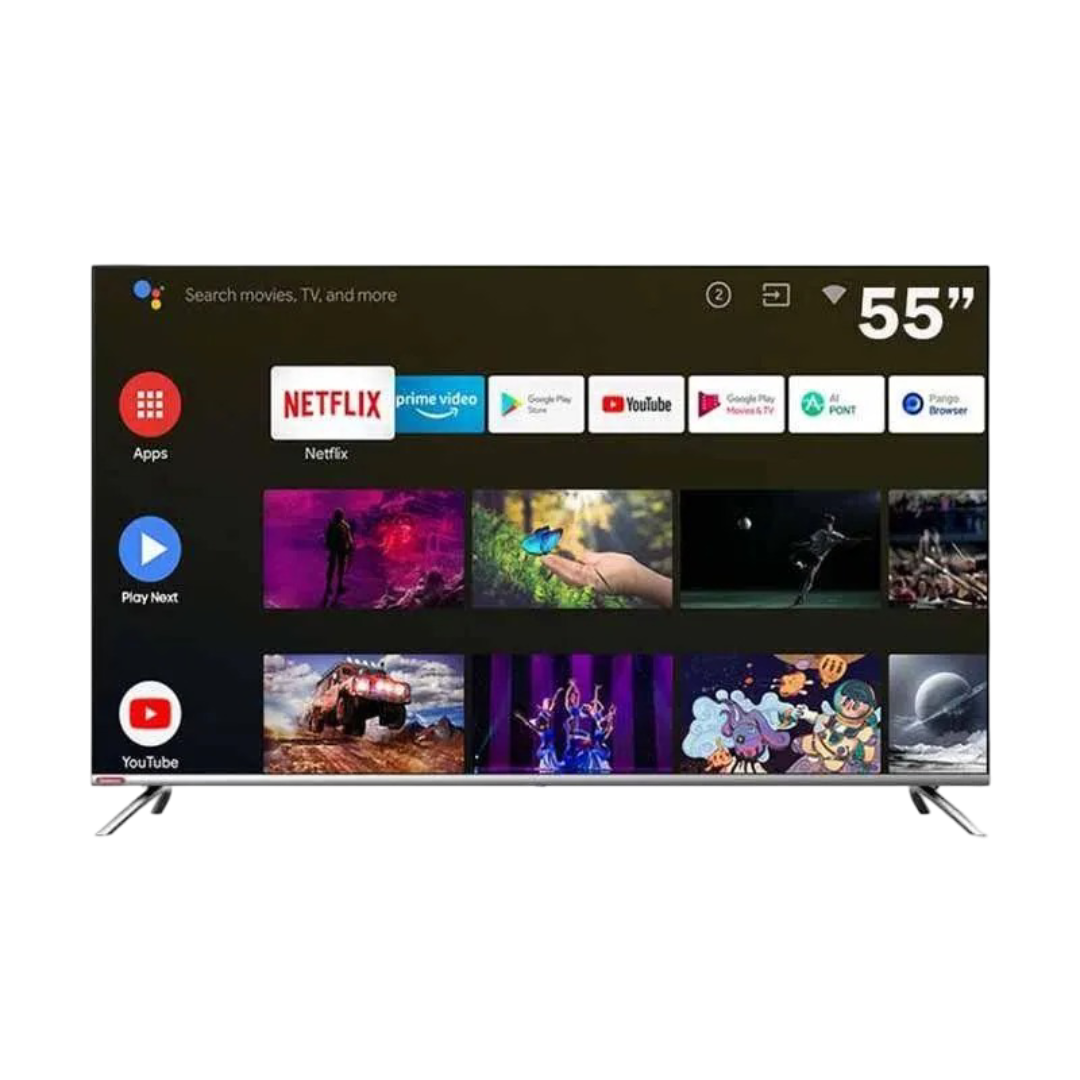 Search movies, TV, and more
2
55”
NETFLIX
prime video
Google Play
Store
YouTube
Google Play
Movies & TV
AI
PONT
Pango
Browser
Apps
Netflix
Play Next
YouTube